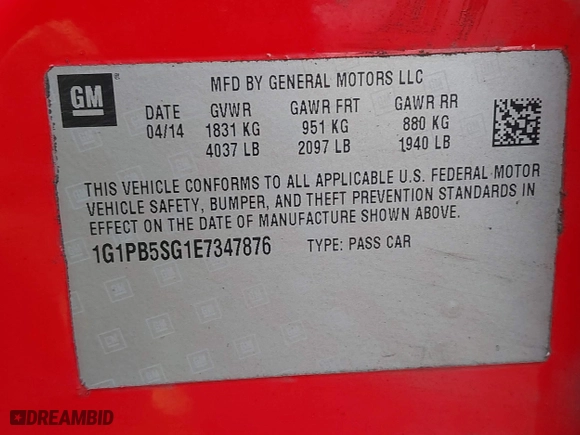 GM ®
MFD BY GENERAL MOTORS LLC
DATE GVWR GAWR FRT GAWR RR
04/14 1831 KG 951 KG 880 KG
4037 LB 2097 LB 1940 LB
THIS VEHICLE CONFORMS TO ALL APPLICABLE U.S. FEDERAL MOTOR
VEHICLE SAFETY, BUMPER, AND THEFT PREVENTION STANDARDS IN
EFFECT ON THE DATE OF MANUFACTURE SHOWN ABOVE.
1G1PB5SG1E7347876 TYPE: PASS CAR
DREAMBID